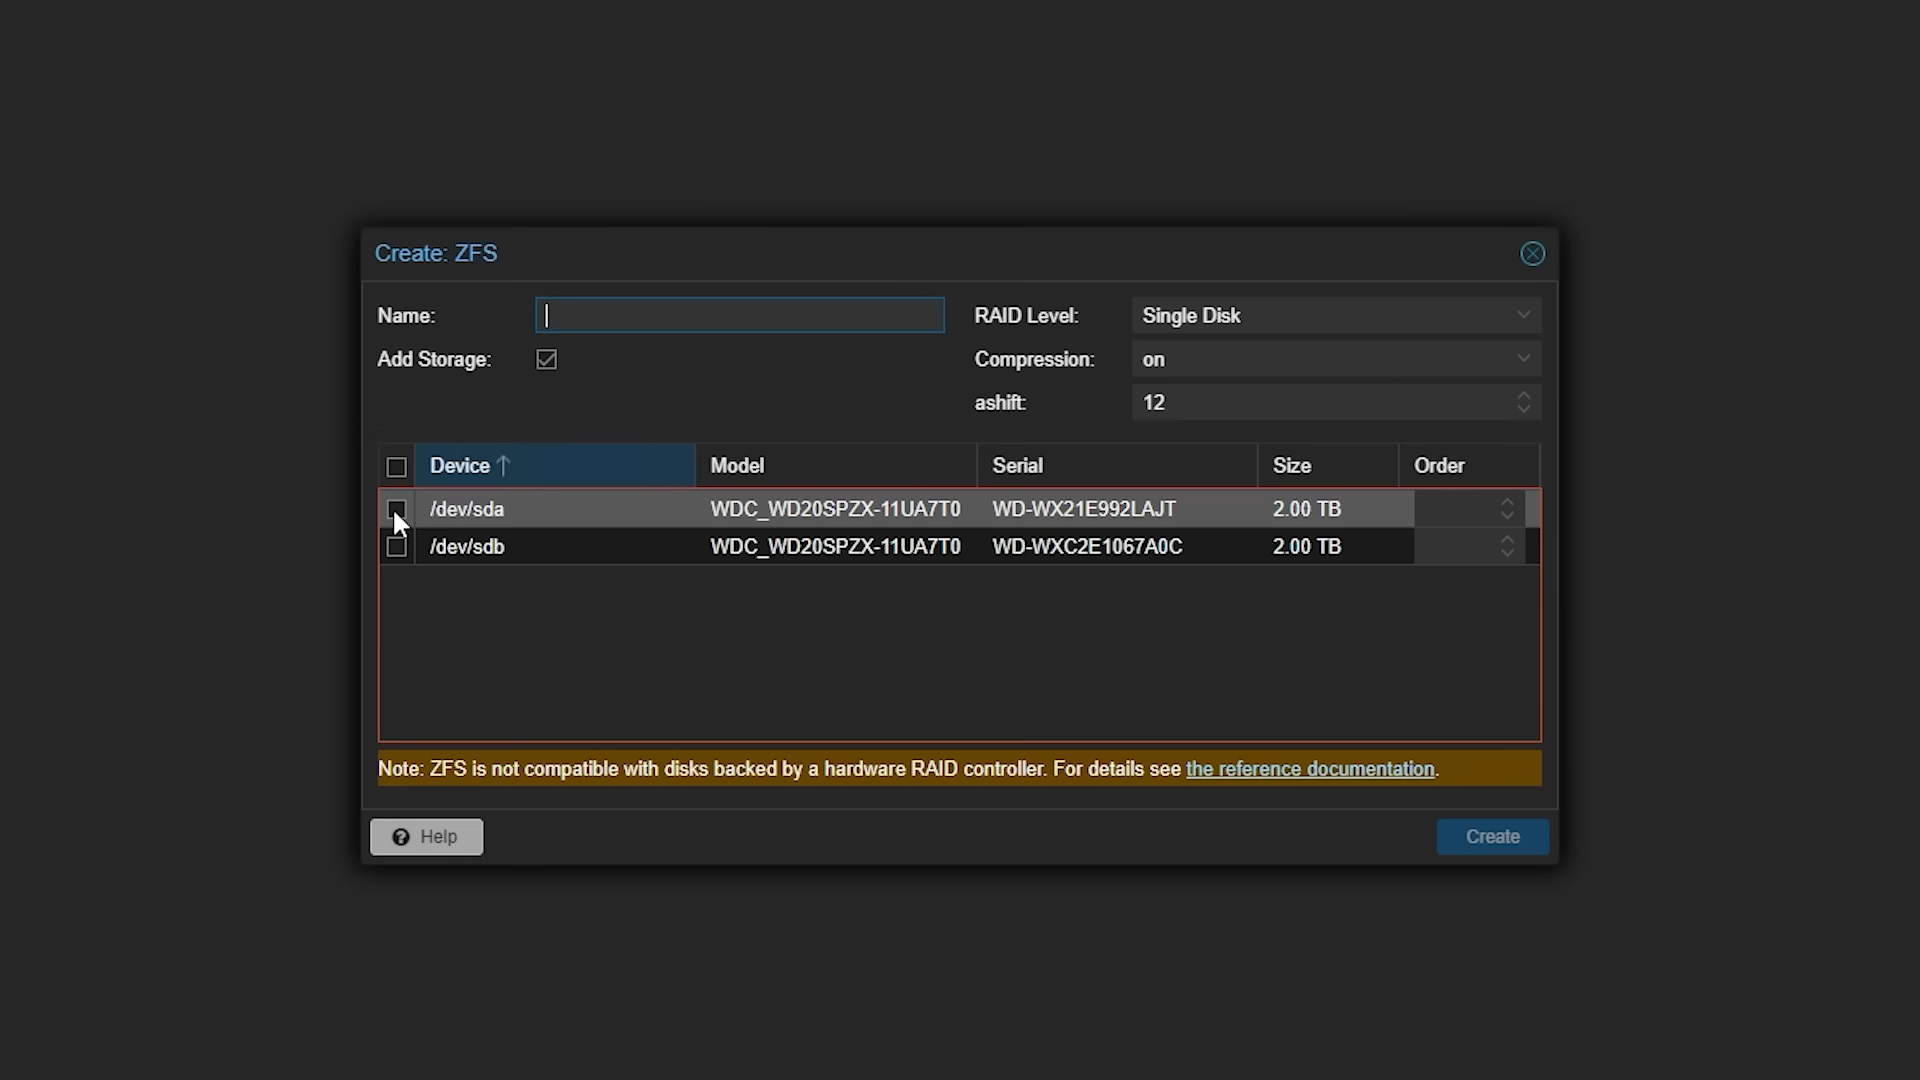 Create: ZFS
Name:
RAID Level: Single Disk
Add Storage:
Compression: on
ashift: 12
Device Model Serial Size Order
/dev/sda WDC_WD20SPZX-11UA7T0 WD-WX21E992LAJT 2.00 TB
/dev/sdb WDC_WD20SPZX-11UA7T0 WD-WXC2E1067A0C 2.00 TB
Note: ZFS is not compatible with disks backed by a hardware RAID controller. For details see the reference documentation.
Help
Create